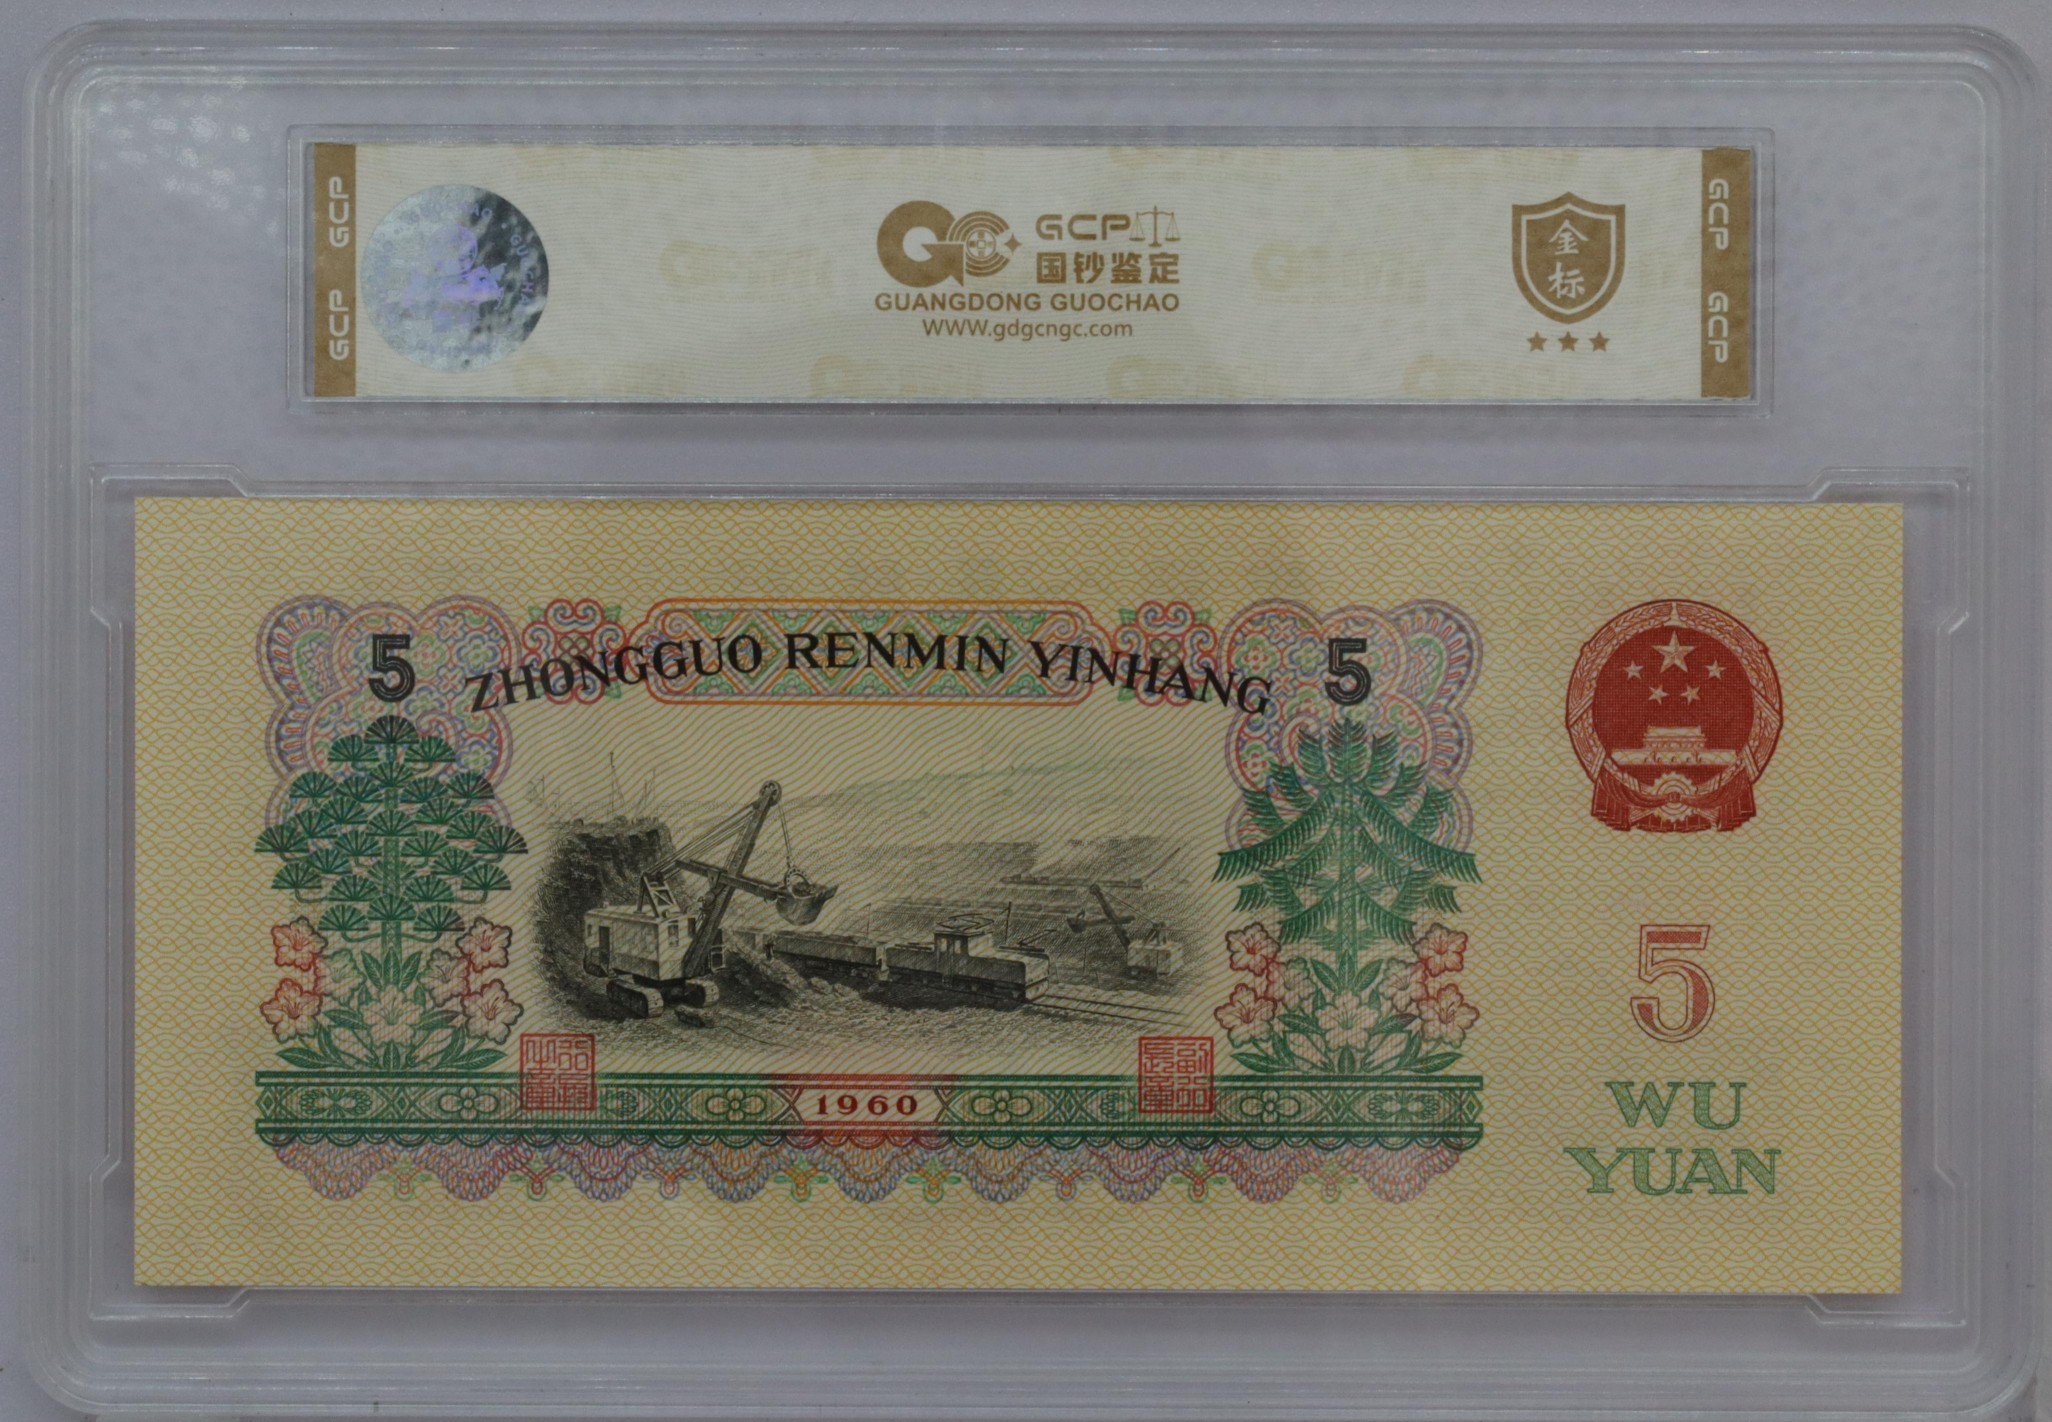 GCP GCP
GCP
国钞鉴定
GUANGDONG GUOCHAO
WWW.gdgcngc.com
金
标
GCP GCP
5
ZHONGGUO RENMIN YINHANG
5
1960
5
WU
YUAN